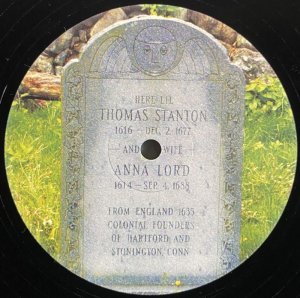 HERE LIE
THOMAS STANTON
1616 – DEC. 2, 1677
AND WIFE
ANNA LORD
1614 – SEP. 4, 1688
FROM ENGLAND 1635
COLONIAL FOUNDERS
OF HARTFORD AND
STONINGTON, CONN